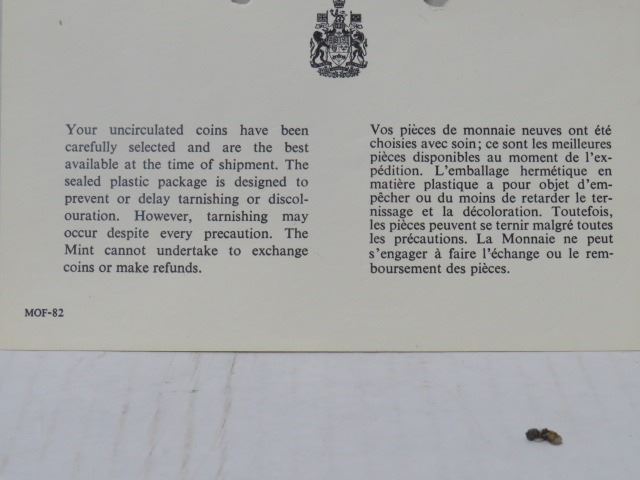 Your uncirculated coins have been
carefully selected and are the best
available at the time of shipment. The
sealed plastic package is designed to
prevent or delay tarnishing or discol-
ouration. However, tarnishing may
occur despite every precaution. The
Mint cannot undertake to exchange
coins or make refunds.
Vos pièces de monnaie neuves ont été
choisies avec soin; ce sont les meilleures
pièces disponibles au moment de l'ex-
pédition. L'emballage hermétique en
matière plastique a pour objet d'em-
pêcher ou du moins de retarder le ter-
nissage et la décoloration. Toutefois,
les pièces peuvent se ternir malgré toutes
les précautions. La Monnaie ne peut
s'engager à faire l'échange ou le rem-
boursement des pièces.
MOF-82